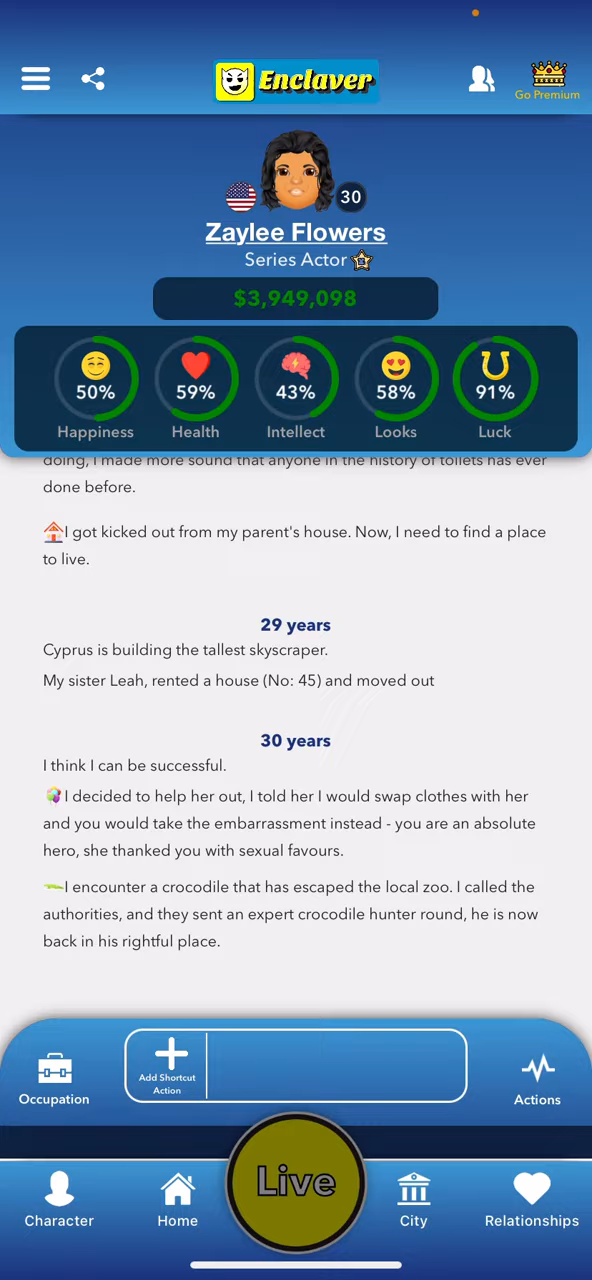 Enclaver
Go Premium
30
Zaylee Flowers
Series Actor
$3,949,098
50%
59%
43%
58%
91%
Happiness
Health
Intellect
Looks
Luck
doing, I made more sound that anyone in the history of toilets has ever
done before.
I got kicked out from my parent's house. Now, I need to find a place
to live.
29 years
Cyprus is building the tallest skyscraper.
My sister Leah, rented a house (No: 45) and moved out
30 years
I think I can be successful.
I decided to help her out, I told her I would swap clothes with her
and you would take the embarrassment instead - you are an absolute
hero, she thanked you with sexual favours.
I encounter a crocodile that has escaped the local zoo. I called the
authorities, and they sent an expert crocodile hunter round, he is now
back in his rightful place.
Occupation
Add Shortcut
Action
Actions
Live
Character
Home
City
Relationships